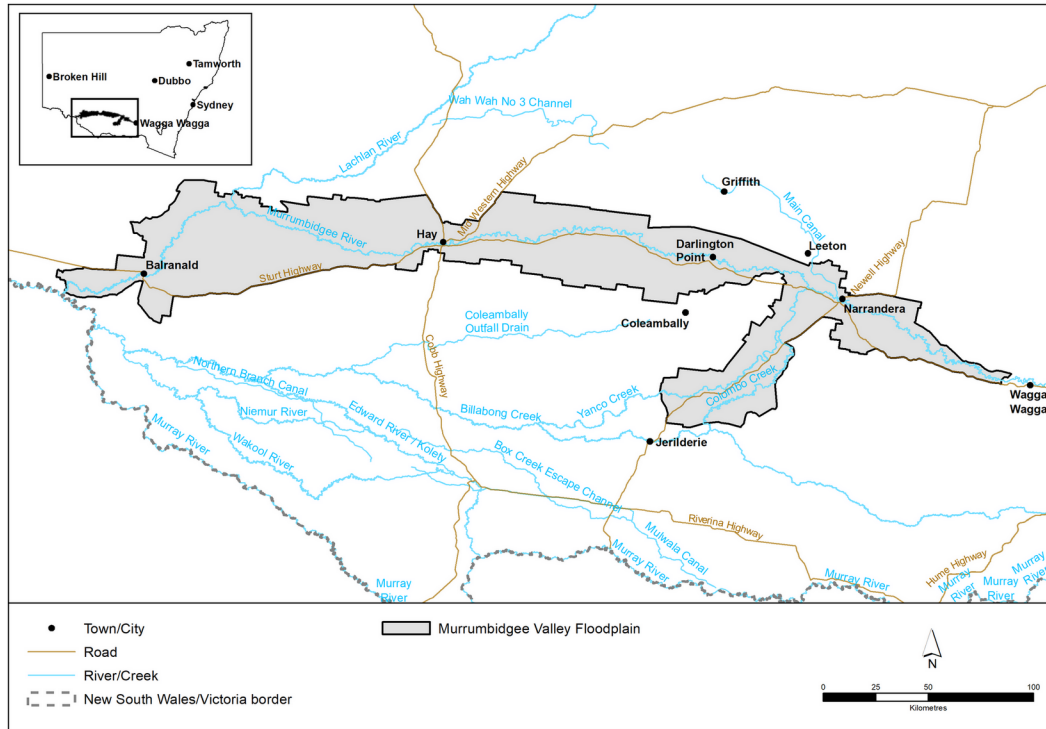 Broken Hill
Tamworth
Dubbo
Sydney
Wagga Wagga
Wah Wah No 3 Channel
Lachlan River
Mid Western Highway
Griffith
Main Canal
Murrumbidgee River
Hay
Darlington
Point
Leeton
Newell Highway
Balranald
Sturt Highway
Narrandera
Coleambally
Outfall Drain
Coleambally
Cobb Highway
Northern Branch Canal
Colombo Creek
Wagga
Wagga
Niemur River
Edward River / Kolety
Billabong Creek
Yanco Creek
Murray River
Wakool River
Box Creek Escape Channel
Jerilderie
Riverina Highway
Mulwala Canal
Hume Highway
Murray
River
Murray River
Murray River
Murray
River
Murray
River
Murray
River
Town/City
Murrumbidgee Valley Floodplain
Road
River/Creek
New South Wales/Victoria border
N
0 25 50 100
Kilometres